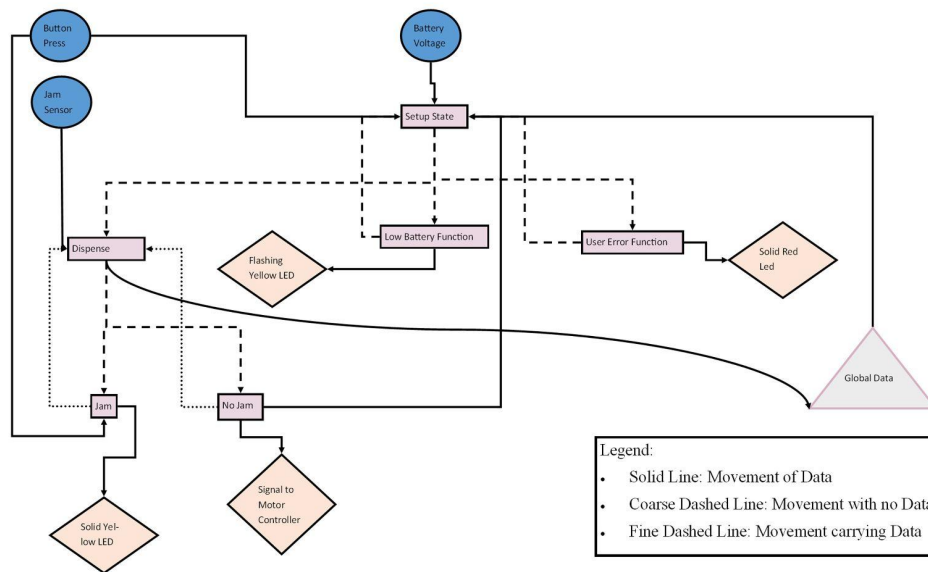 Button
Press
Battery
Voltage
Jam
Sensor
Setup State
Dispense
Low Battery Function
User Error Function
Flashing
Yellow LED
Solid Red
Led
Global Data
Jam
No Jam
Signal to
Motor
Controller
Solid Yel-
low LED
Legend:
• Solid Line: Movement of Data
• Coarse Dashed Line: Movement with no Data
• Fine Dashed Line: Movement carrying Data